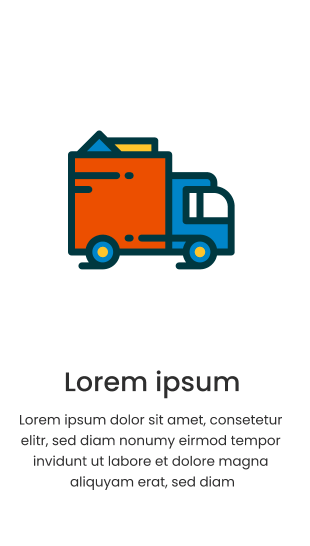 Lorem ipsum
Lorem ipsum dolor sit amet, consetetur
elitr, sed diam nonumy eirmod tempor
invidunt ut labore et dolore magna
aliquyam erat, sed diam